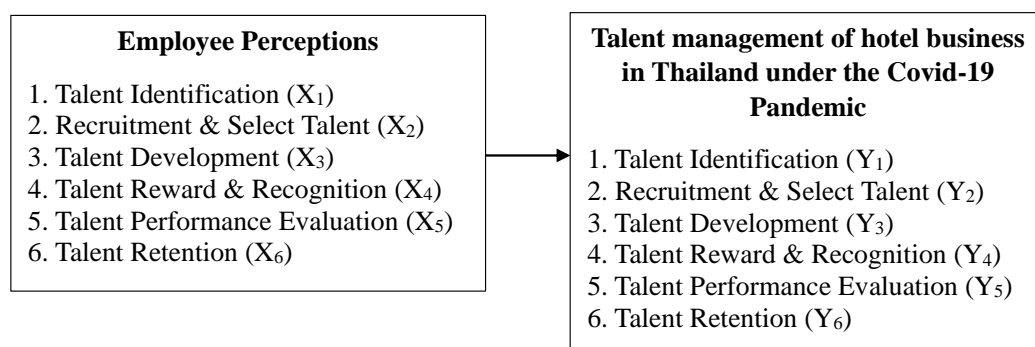 Employee Perceptions
1. Talent Identification (X₁)
2. Recruitment & Select Talent (X₂)
3. Talent Development (X₃)
4. Talent Reward & Recognition (X₄)
5. Talent Performance Evaluation (X₅)
6. Talent Retention (X₆)
Talent management of hotel business
in Thailand under the Covid-19
Pandemic
1. Talent Identification (Y₁)
2. Recruitment & Select Talent (Y₂)
3. Talent Development (Y₃)
4. Talent Reward & Recognition (Y₄)
5. Talent Performance Evaluation (Y₅)
6. Talent Retention (Y₆)